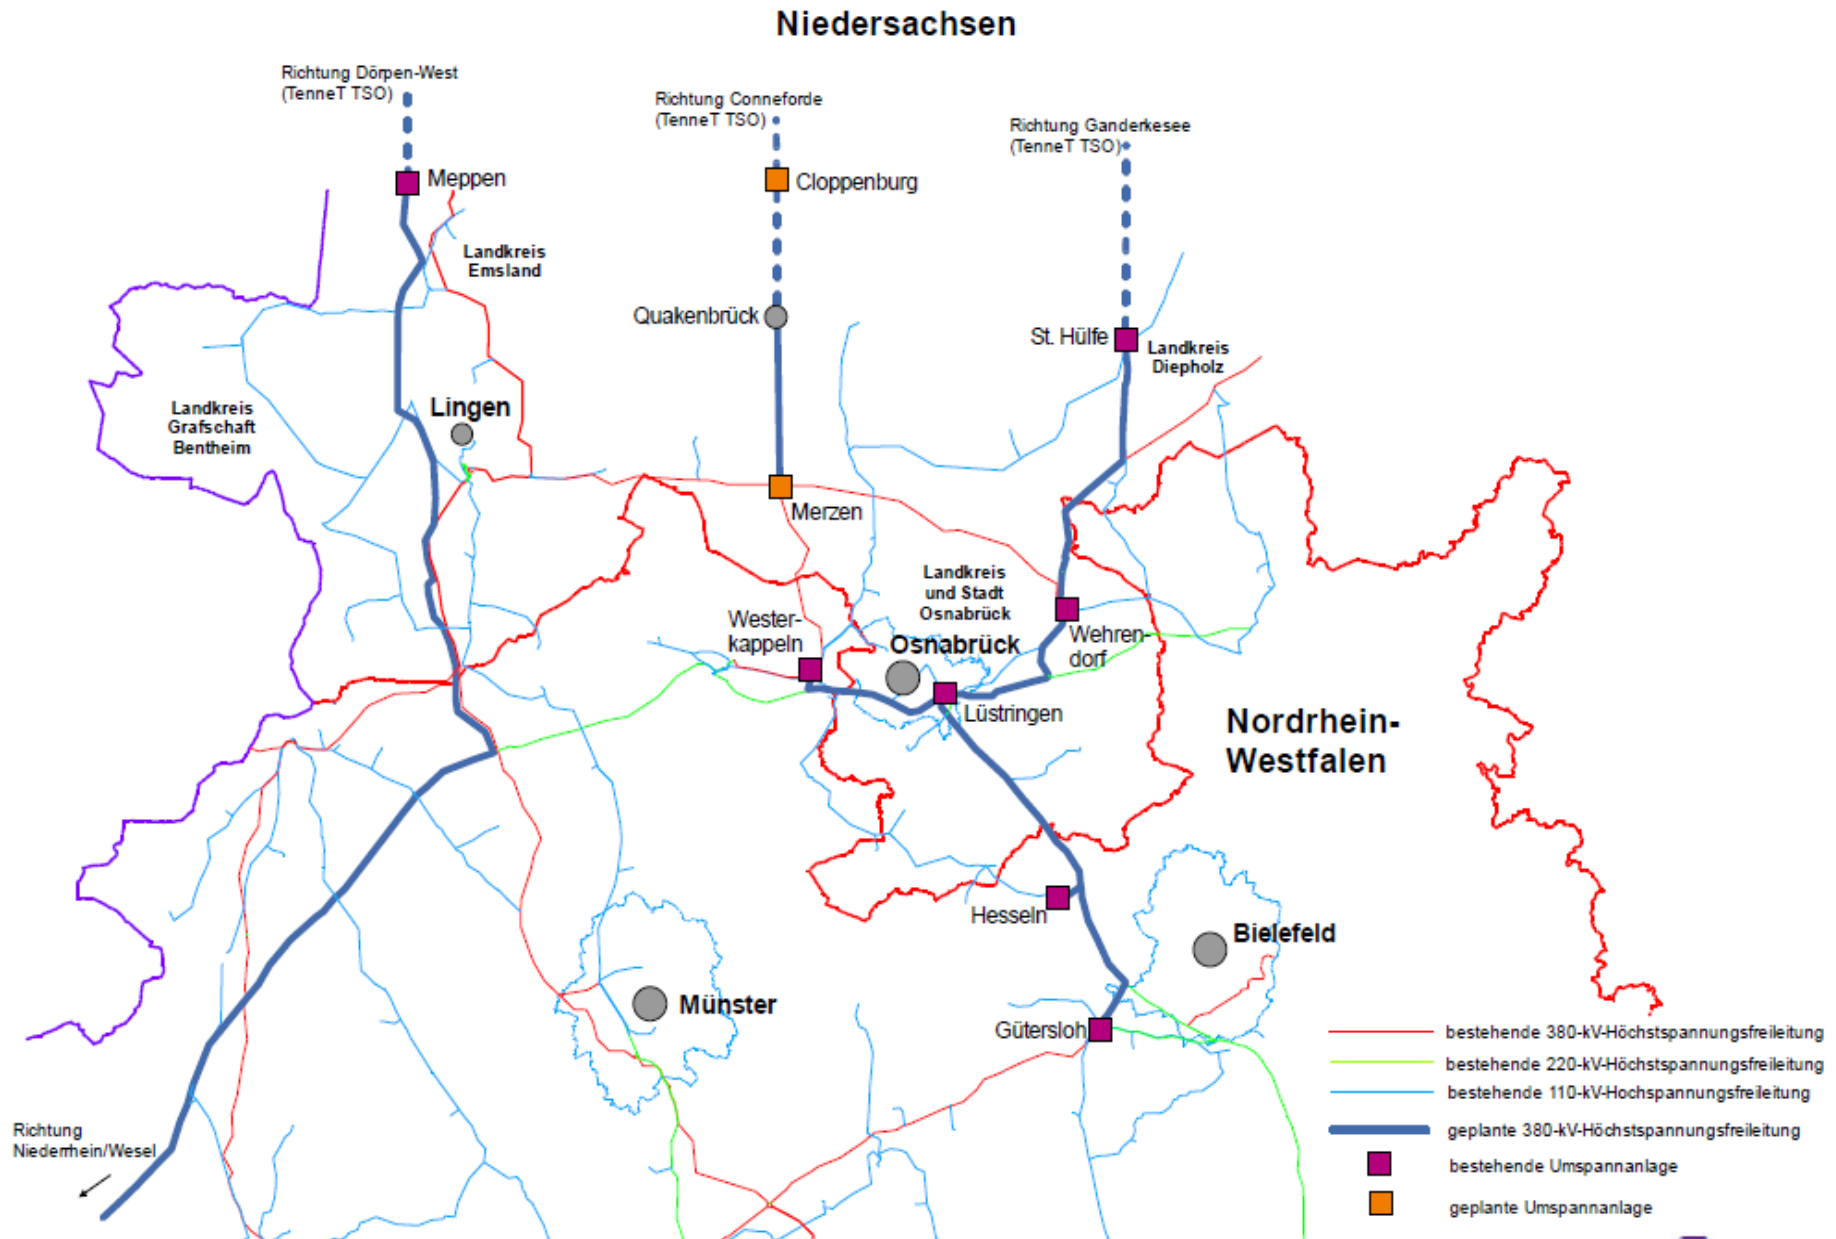 Niedersachsen
Richtung Dörpen-West
(TenneT TSO)
Richtung Conneforde
(TenneT TSO)
Richtung Ganderkesee
(TenneT TSO)
Meppen
Cloppenburg
Landkreis
Emsland
Quakenbrück
St. Hülfe
Landkreis
Diepholz
Landkreis
Grafschaft
Bentheim
Lingen
Merzen
Landkreis
und Stadt
Osnabrück
Wester-
kappeln
Osnabrück
Wehren-
dorf
Lüstringen
Nordrhein-
Westfalen
Hesseln
Bielefeld
Münster
Gütersloh
Richtung
Niederrhein/Wesel
bestehende 380-kV-Höchstspannungsfreileitung
bestehende 220-kV-Höchstspannungsfreileitung
bestehende 110-kV-Hochspannungsfreileitung
geplante 380-kV-Höchstspannungsfreileitung
bestehende Umspannanlage
geplante Umspannanlage